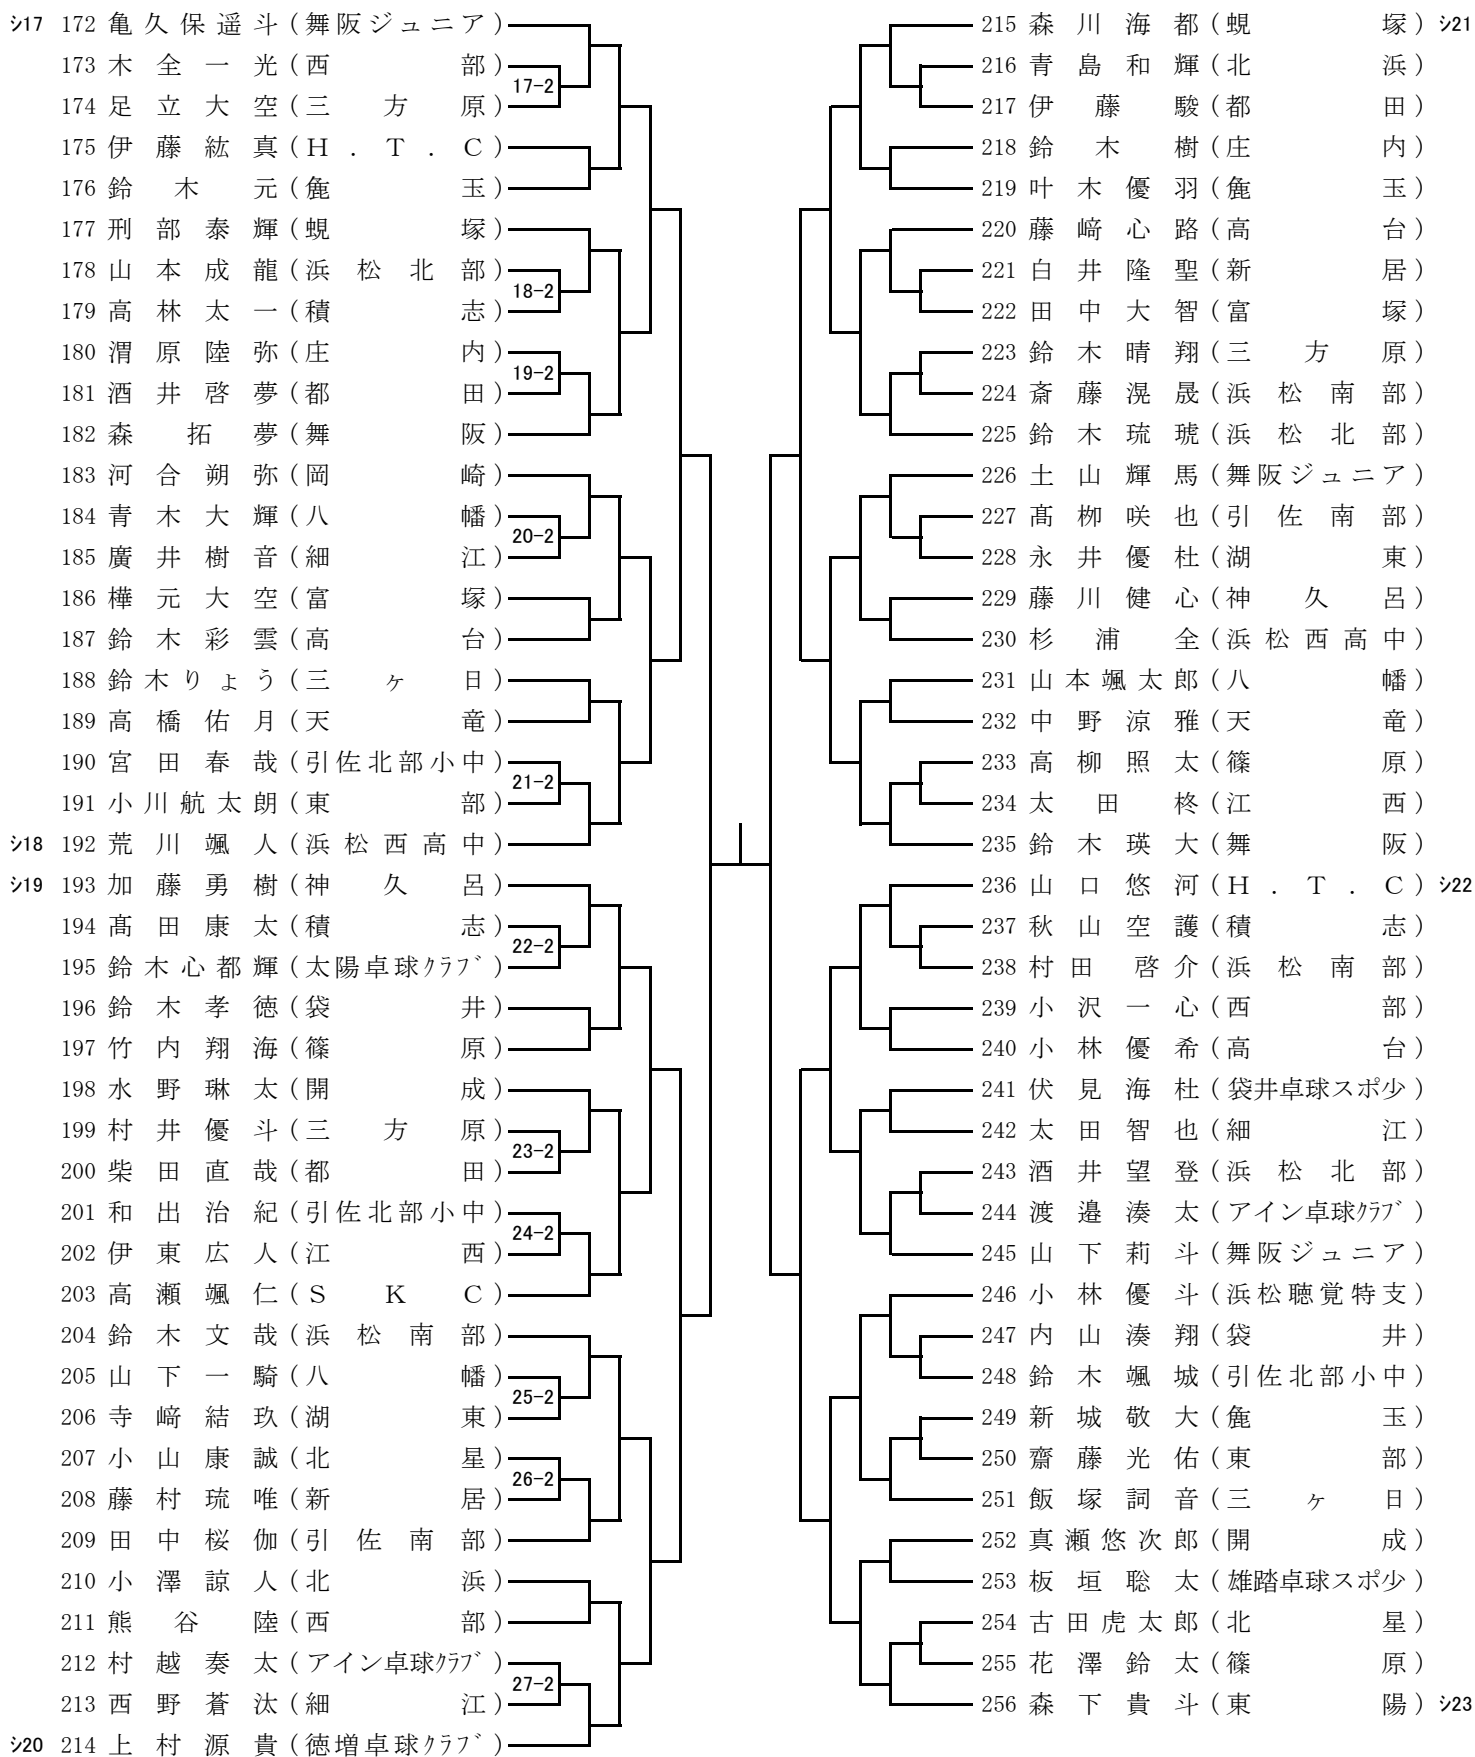 ｼ17 172 亀久保遥斗(舞阪ジュニア)
173 木全一光(西部)
17-2
174 足立大空(三方原)
175 伊藤紘真(H.T.C)
176 鈴木元(麁玉)
177 刑部泰輝(蜆塚)
178 山本成龍(浜松北部)
18-2
179 高林太一(積志)
180 渭原陸弥(庄内)
19-2
181 酒井啓夢(都田)
182 森拓夢(舞阪)
183 河合朔弥(岡崎)
184 青木大輝(八幡)
20-2
185 廣井樹音(細江)
186 樺元大空(富塚)
187 鈴木彩雲(高台)
188 鈴木りょう(三ヶ日)
189 高橋佑月(天竜)
190 宮田春哉(引佐北部小中)
21-2
191 小川航太朗(東部)
ｼ18 192 荒川颯人(浜松西高中)
ｼ19 193 加藤勇樹(神久呂)
194 髙田康太(積志)
22-2
195 鈴木心都輝(太陽卓球ｸﾗﾌﾞ)
196 鈴木孝徳(袋井)
197 竹内翔海(篠原)
198 水野琳太(開成)
199 村井優斗(三方原)
23-2
200 柴田直哉(都田)
201 和出治紀(引佐北部小中)
24-2
202 伊東広人(江西)
203 高瀬颯仁(SKC)
204 鈴木文哉(浜松南部)
205 山下一騎(八幡)
25-2
206 寺﨑結玖(湖東)
207 小山康誠(北星)
26-2
208 藤村琉唯(新居)
209 田中桜伽(引佐南部)
210 小澤諒人(北浜)
211 熊谷陸(西部)
212 村越奏太(アイン卓球ｸﾗﾌﾞ)
27-2
213 西野蒼汰(細江)
ｼ20 214 上村源貴(徳増卓球ｸﾗﾌﾞ)
215 森川海都(蜆塚) ｼ21
216 青島和輝(北浜)
217 伊藤駿(都田)
218 鈴木樹(庄内)
219 叶木優羽(麁玉)
220 藤﨑心路(高台)
221 白井隆聖(新居)
222 田中大智(富塚)
223 鈴木晴翔(三方原)
224 斎藤滉晟(浜松南部)
225 鈴木琉琥(浜松北部)
226 土山輝馬(舞阪ジュニア)
227 髙栁咲也(引佐南部)
228 永井優杜(湖東)
229 藤川健心(神久呂)
230 杉浦全(浜松西高中)
231 山本颯太郎(八幡)
232 中野涼雅(天竜)
233 高柳照太(篠原)
234 太田柊(江西)
235 鈴木瑛大(舞阪)
236 山口悠河(H.T.C) ｼ22
237 秋山空護(積志)
238 村田啓介(浜松南部)
239 小沢一心(西部)
240 小林優希(高台)
241 伏見海杜(袋井卓球スポ少)
242 太田智也(細江)
243 酒井望登(浜松北部)
244 渡邉湊太(アイン卓球ｸﾗﾌﾞ)
245 山下莉斗(舞阪ジュニア)
246 小林優斗(浜松聴覚特支)
247 内山湊翔(袋井)
248 鈴木颯城(引佐北部小中)
249 新城敬大(麁玉)
250 齋藤光佑(東部)
251 飯塚詞音(三ヶ日)
252 真瀬悠次郎(開成)
253 板垣聡太(雄踏卓球スポ少)
254 古田虎太郎(北星)
255 花澤鈴太(篠原)
256 森下貴斗(東陽) ｼ23